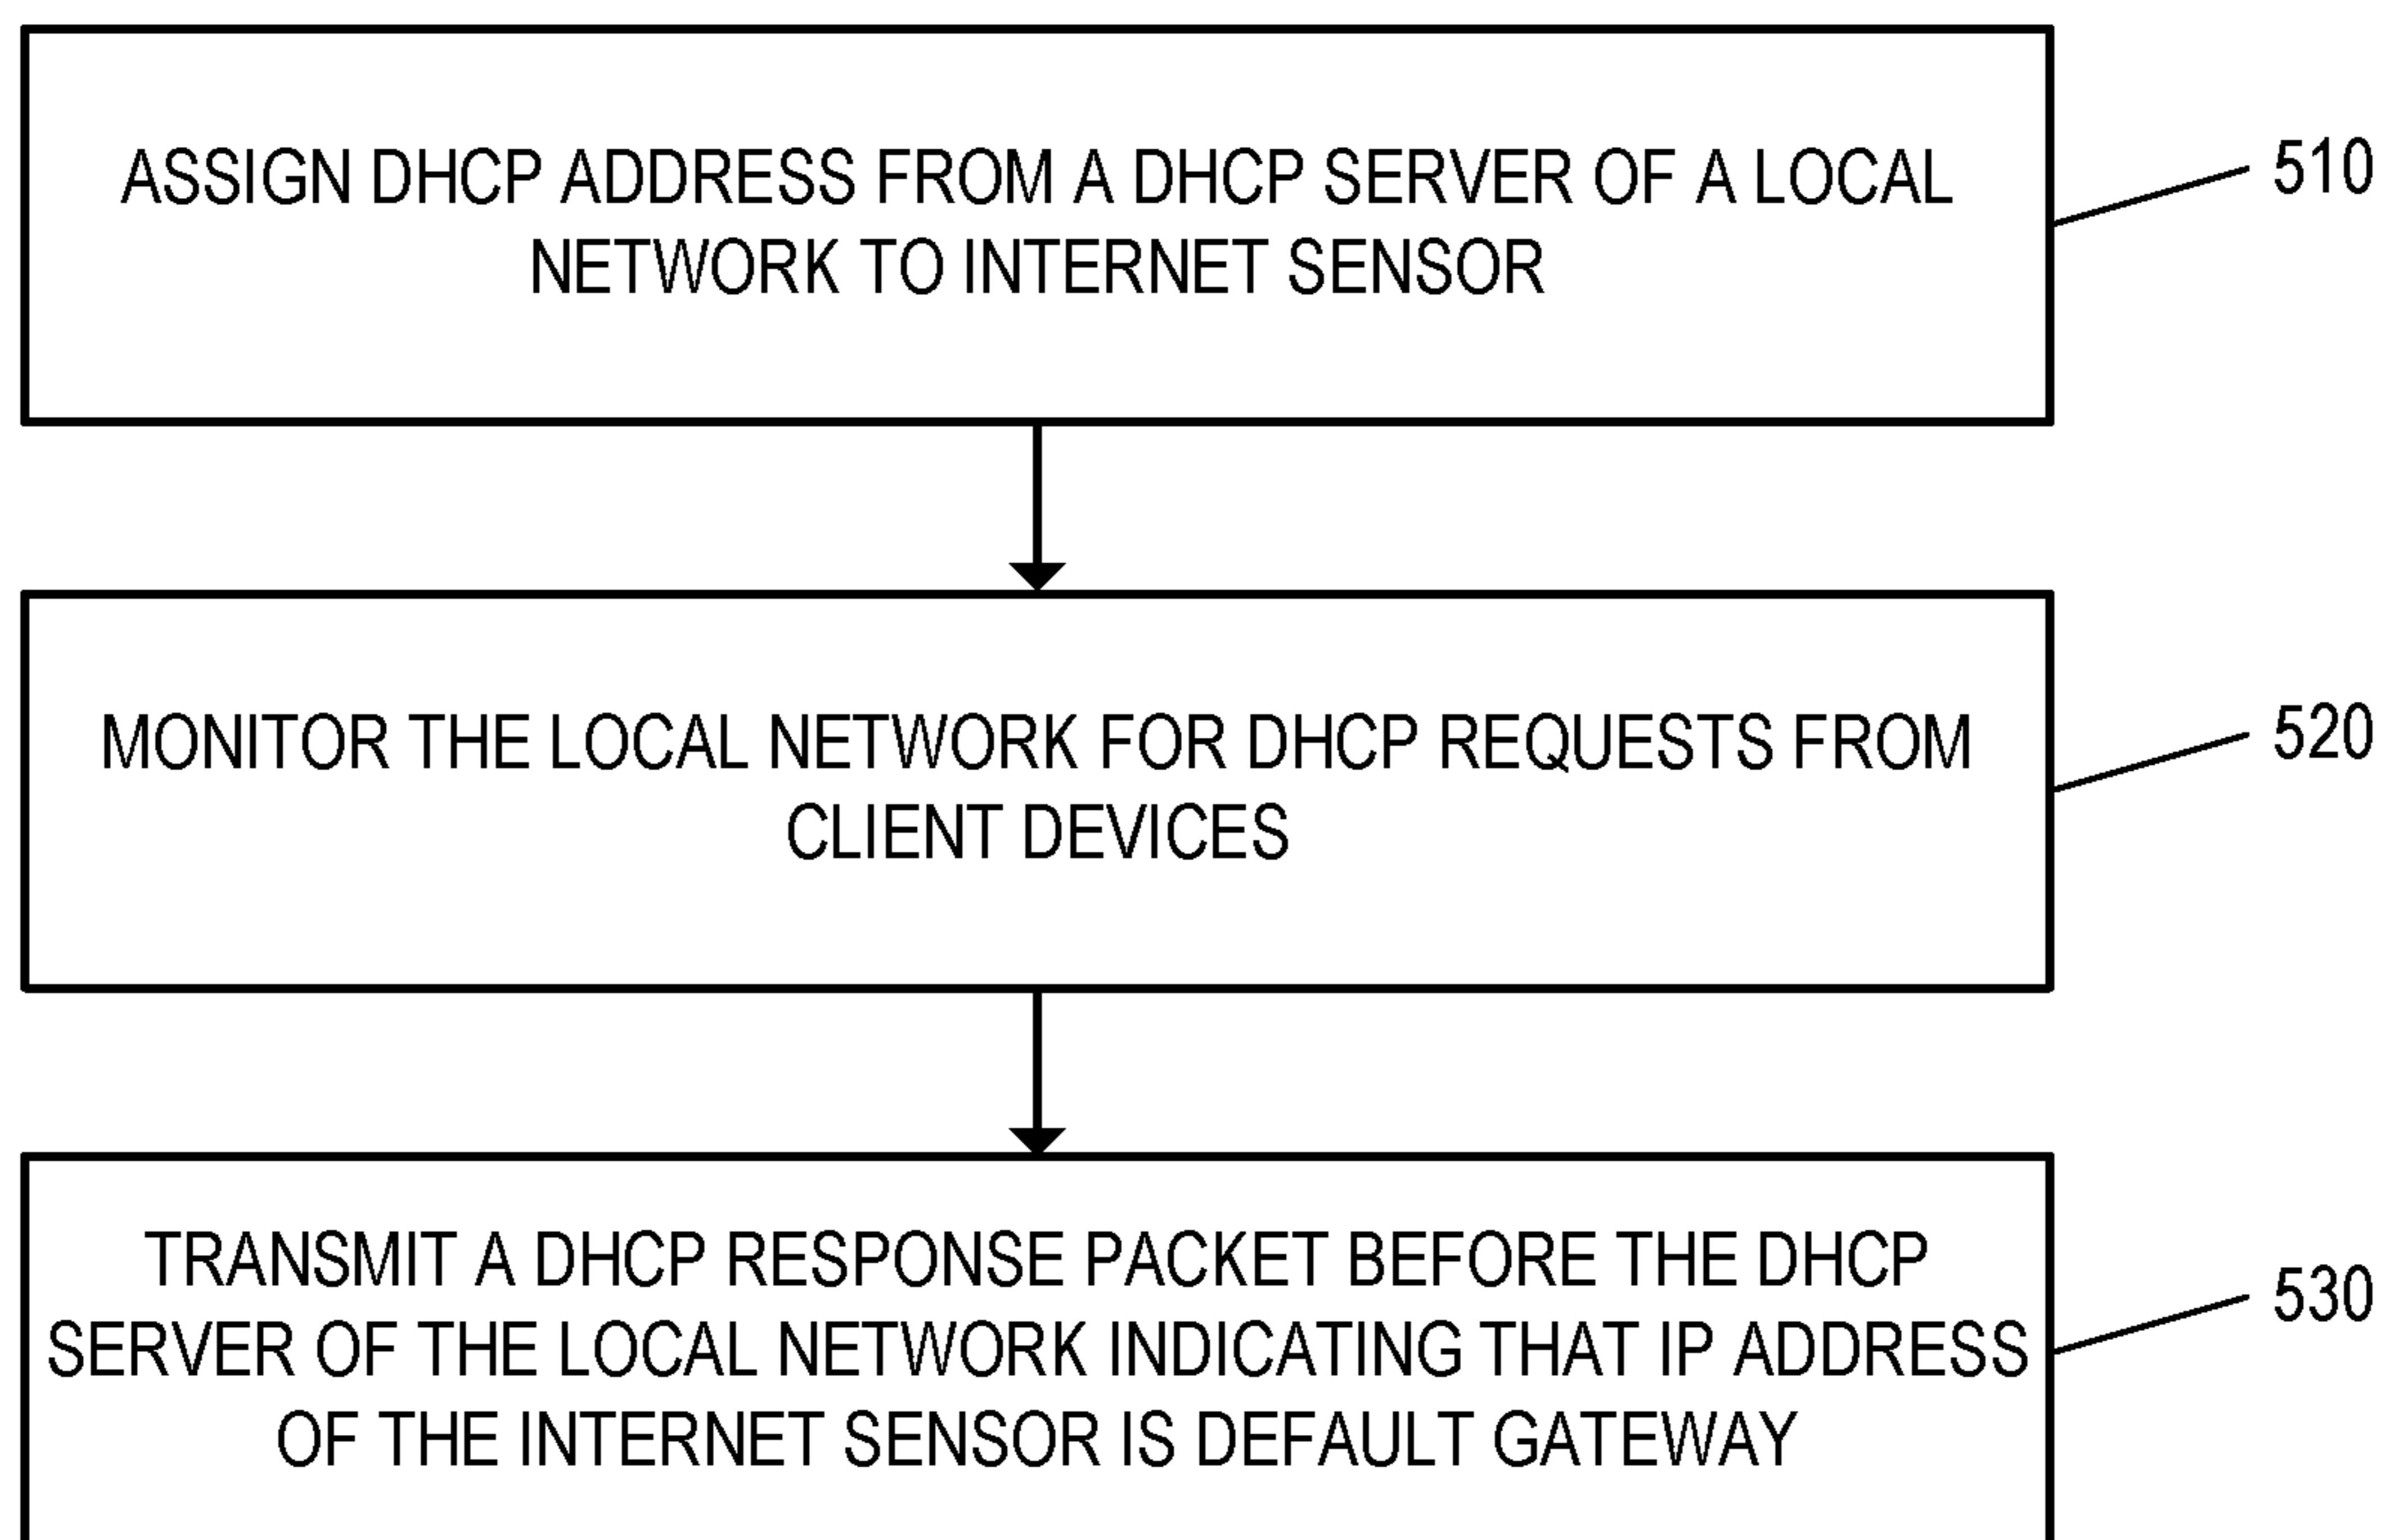 ASSIGN DHCP ADDRESS FROM A DHCP SERVER OF A LOCAL
NETWORK TO INTERNET SENSOR
510
MONITOR THE LOCAL NETWORK FOR DHCP REQUESTS FROM
CLIENT DEVICES
520
TRANSMIT A DHCP RESPONSE PACKET BEFORE THE DHCP
SERVER OF THE LOCAL NETWORK INDICATING THAT IP ADDRESS
OF THE INTERNET SENSOR IS DEFAULT GATEWAY
530